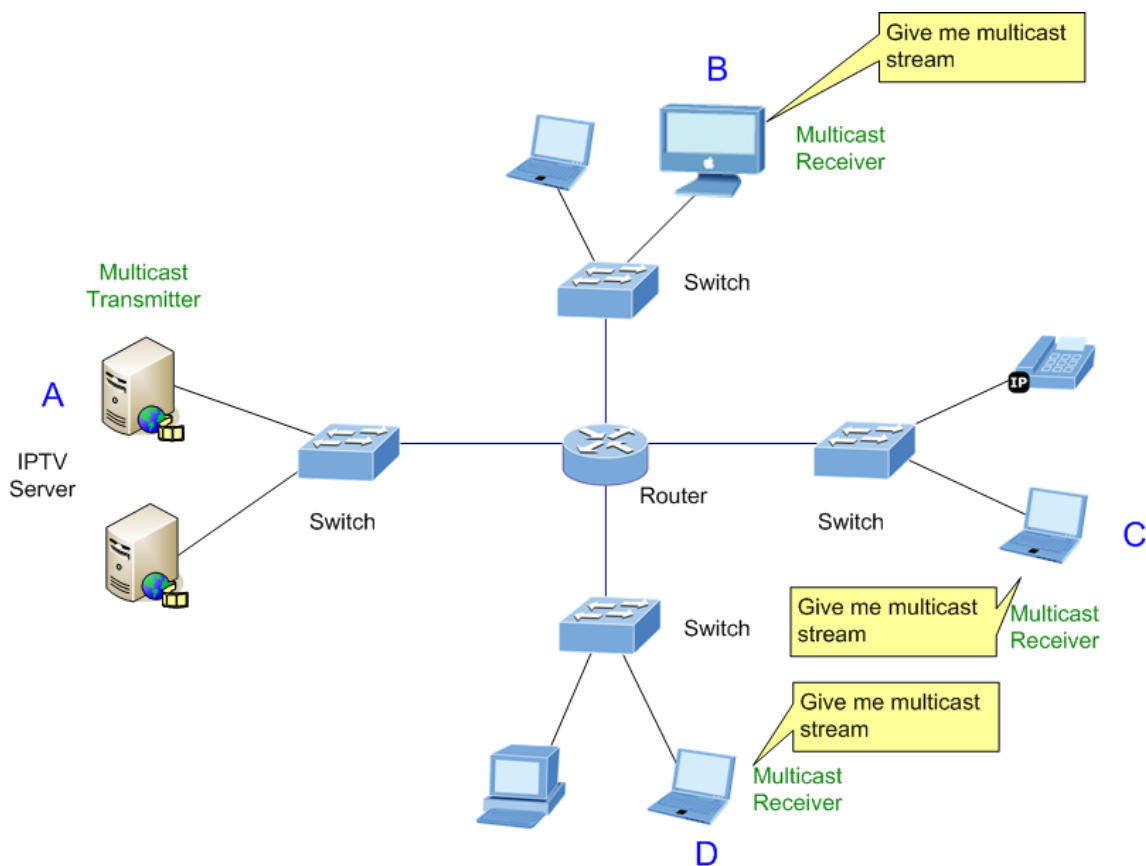 Give me multicast
stream
B
Multicast
Receiver
Switch
Multicast
Transmitter
A
IPTV
Server
Switch
Router
IP
Switch
C
Give me multicast
stream
Multicast
Receiver
Switch
Give me multicast
stream
Multicast
Receiver
D